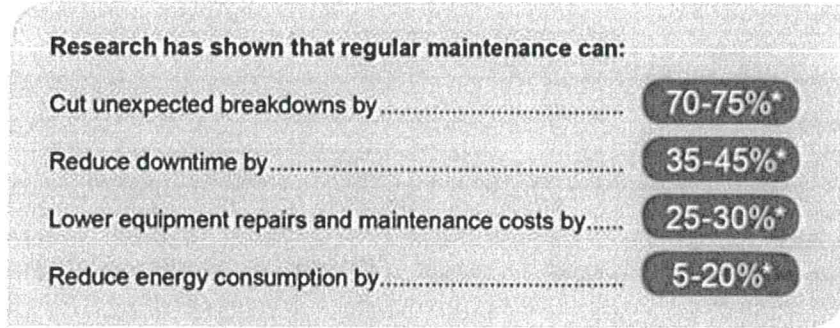 Research has shown that regular maintenance can:
Cut unexpected breakdowns by.................................... 70-75%*
Reduce downtime by.................................................... 35-45%*
Lower equipment repairs and maintenance costs by...... 25-30%*
Reduce energy consumption by.................................... 5-20%*